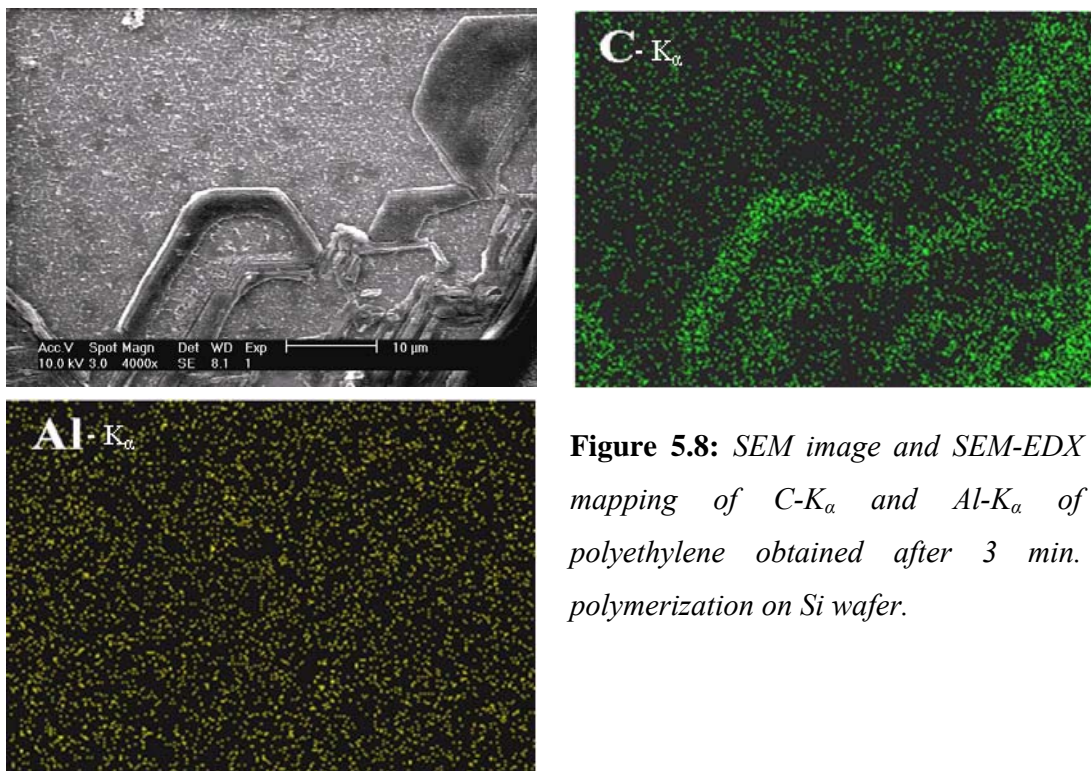 Acc.V Spot Magn Det WD Exp 10 μm
10.0 kV 3.0 4000x SE 8.1 1
C- Kα
Al- Kα
Figure 5.8: SEM image and SEM-EDX
mapping of C-Kα and Al-Kα of
polyethylene obtained after 3 min.
polymerization on Si wafer.